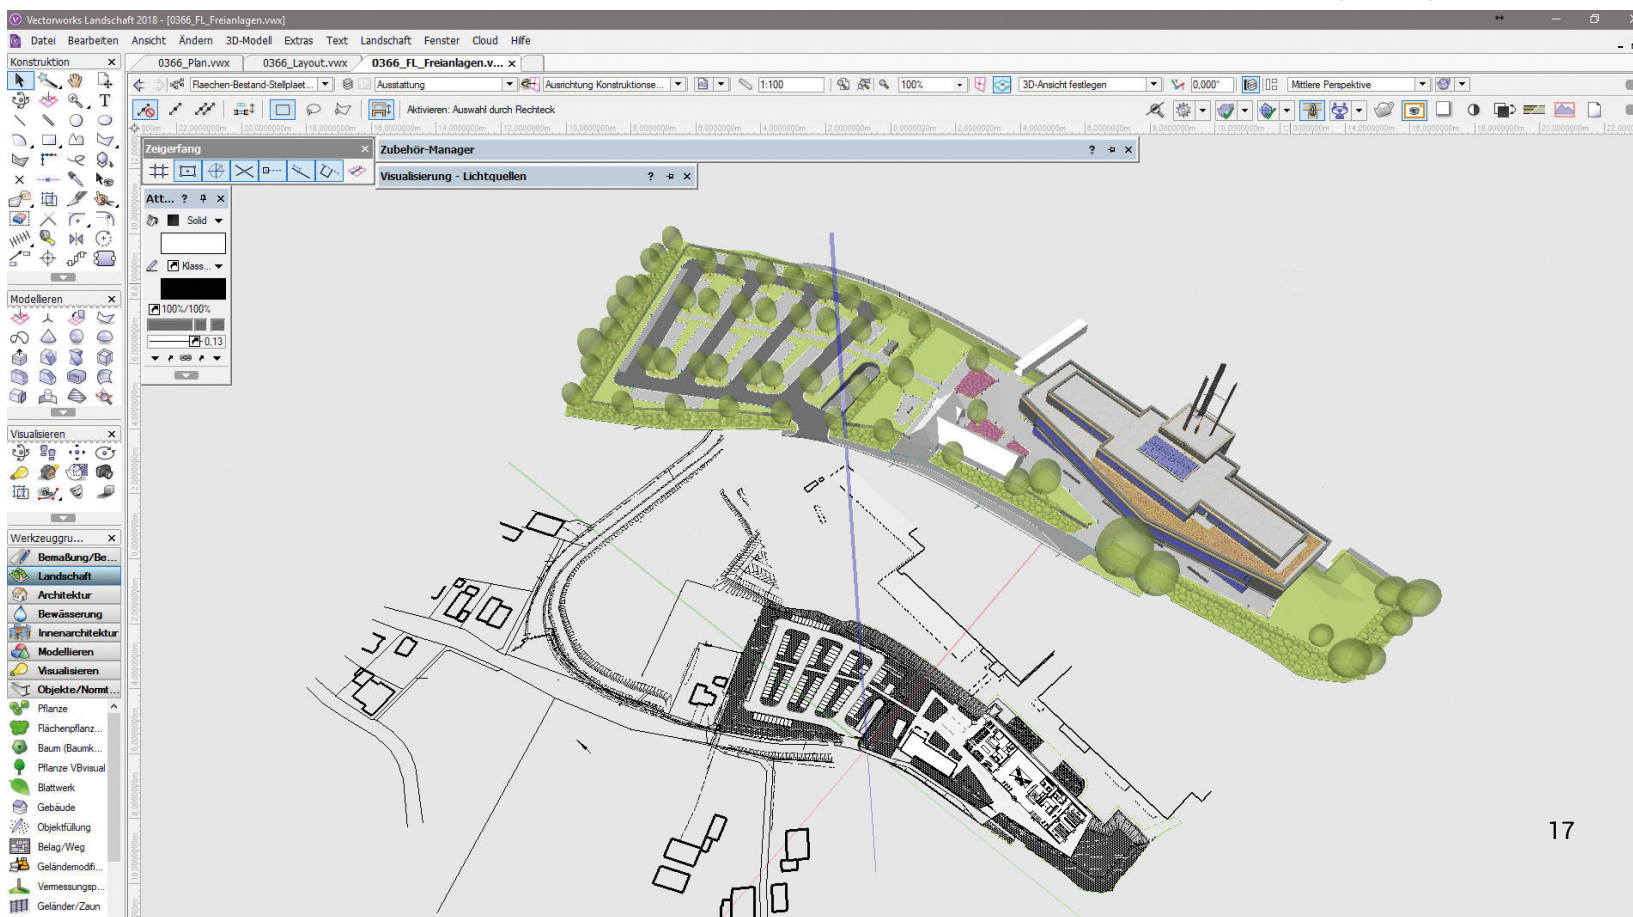 Vectorworks Landschaft 2018 - [0366_FL_Freianlagen.vwx]
Datei Bearbeiten Ansicht Ändern 3D-Modell Extras Text Landschaft Fenster Cloud Hilfe
Konstruktion
0366_Plan.vwx 0366_Layout.vwx 0366_FL_Freianlagen.v...
Flaechen-Bestand-Stellplaet... Ausstattung Ausrichtung Konstruktionse... 1:100 100% 3D-Ansicht festlegen 0,000° Mittlere Perspektive
Aktivieren: Auswahl durch Rechteck
Zeigerfang
Zubehör-Manager
Visualisierung - Lichtquellen
Att... ?
Solid
Klass...
100%/100%
0,13
Modellieren
Visualisieren
Werkzeuggru...
Bemaßung/Be...
Landschaft
Architektur
Bewässerung
Innenarchitektur
Modellieren
Visualisieren
Objekte/Normt...
Pflanze
Flächenpflanz...
Baum (Baumk...
Pflanze VBvisual
Blattwerk
Gebäude
Objektfüllung
Belag/Weg
Geländemodifi...
Vermessungsp...
Geländer/Zaun
17